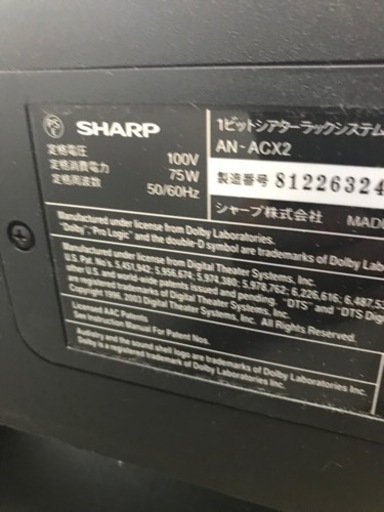 PS
E
SHARP
1ビットシアターラックシステム
定格電圧 100V
AN-ACX2
定格消費電力 75W
定格周波数 50/60Hz
製造番号 81226324
シャープ株式会社 MAD
Manufactured under license from Dolby Laboratories.
"Dolby", "Pro Logic" and the double-D symbol are trademarks of Dolby Lab
Manufactured under license from Digital Theater Systems, Inc.
U.S. Pat. No's. 5,451,942; 5,956,674; 5,974,380; 5,978,762; 6,226,616; 6,487,5
other U.S. and world-wide patents issued and pending. "DTS" and "DTS Digi
are registered trademarks of Digital Theater Systems, Inc.
Copyright 1996, 2003 Digital Theater Systems, Inc. All Rights Reserved.
Licensed AAC Patents
See Instruction Manual For Patent Nos.
Audistry and the sound shell logo are trademarks of Dolby Laboratories Inc.
Dolby is a registered trademark of Dolby Laboratories